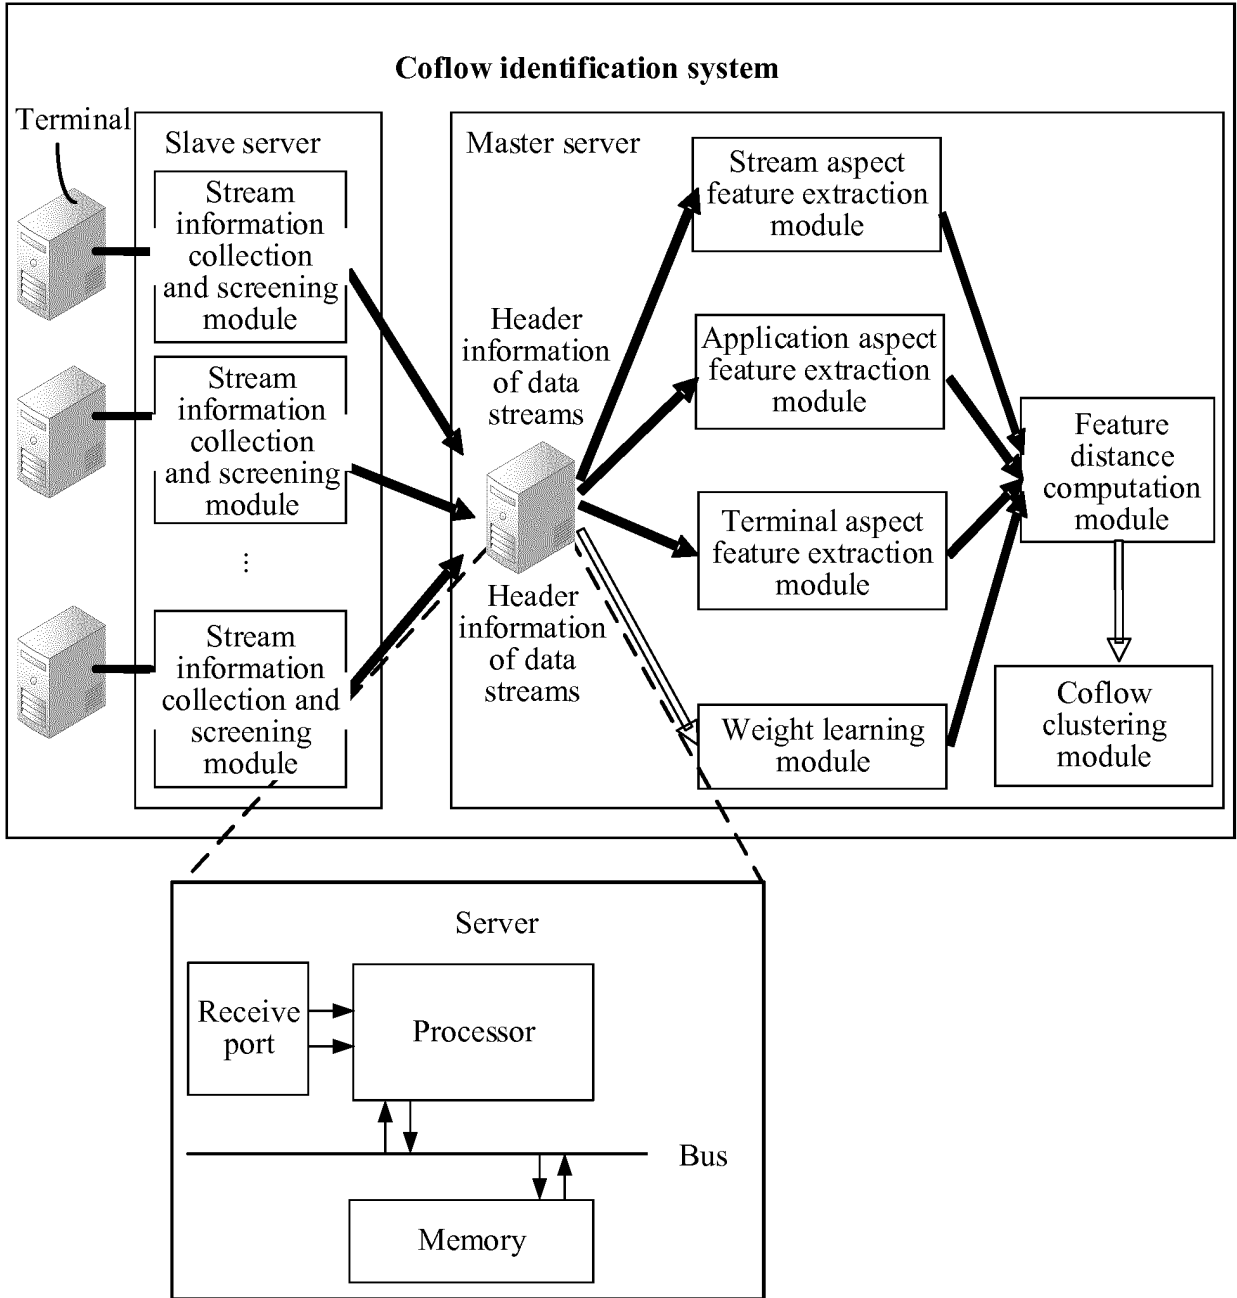 Coflow identification system
Terminal
Slave server
Stream
information
collection
and screening
module
Stream
information
collection
and screening
module
...
Stream
information
collection and
screening
module
Master server
Header
information
of data
streams
Header
information
of data
streams
Stream aspect
feature extraction
module
Application aspect
feature extraction
module
Terminal aspect
feature extraction
module
Weight learning
module
Feature
distance
computation
module
Coflow
clustering
module
Server
Receive
port
Processor
Bus
Memory